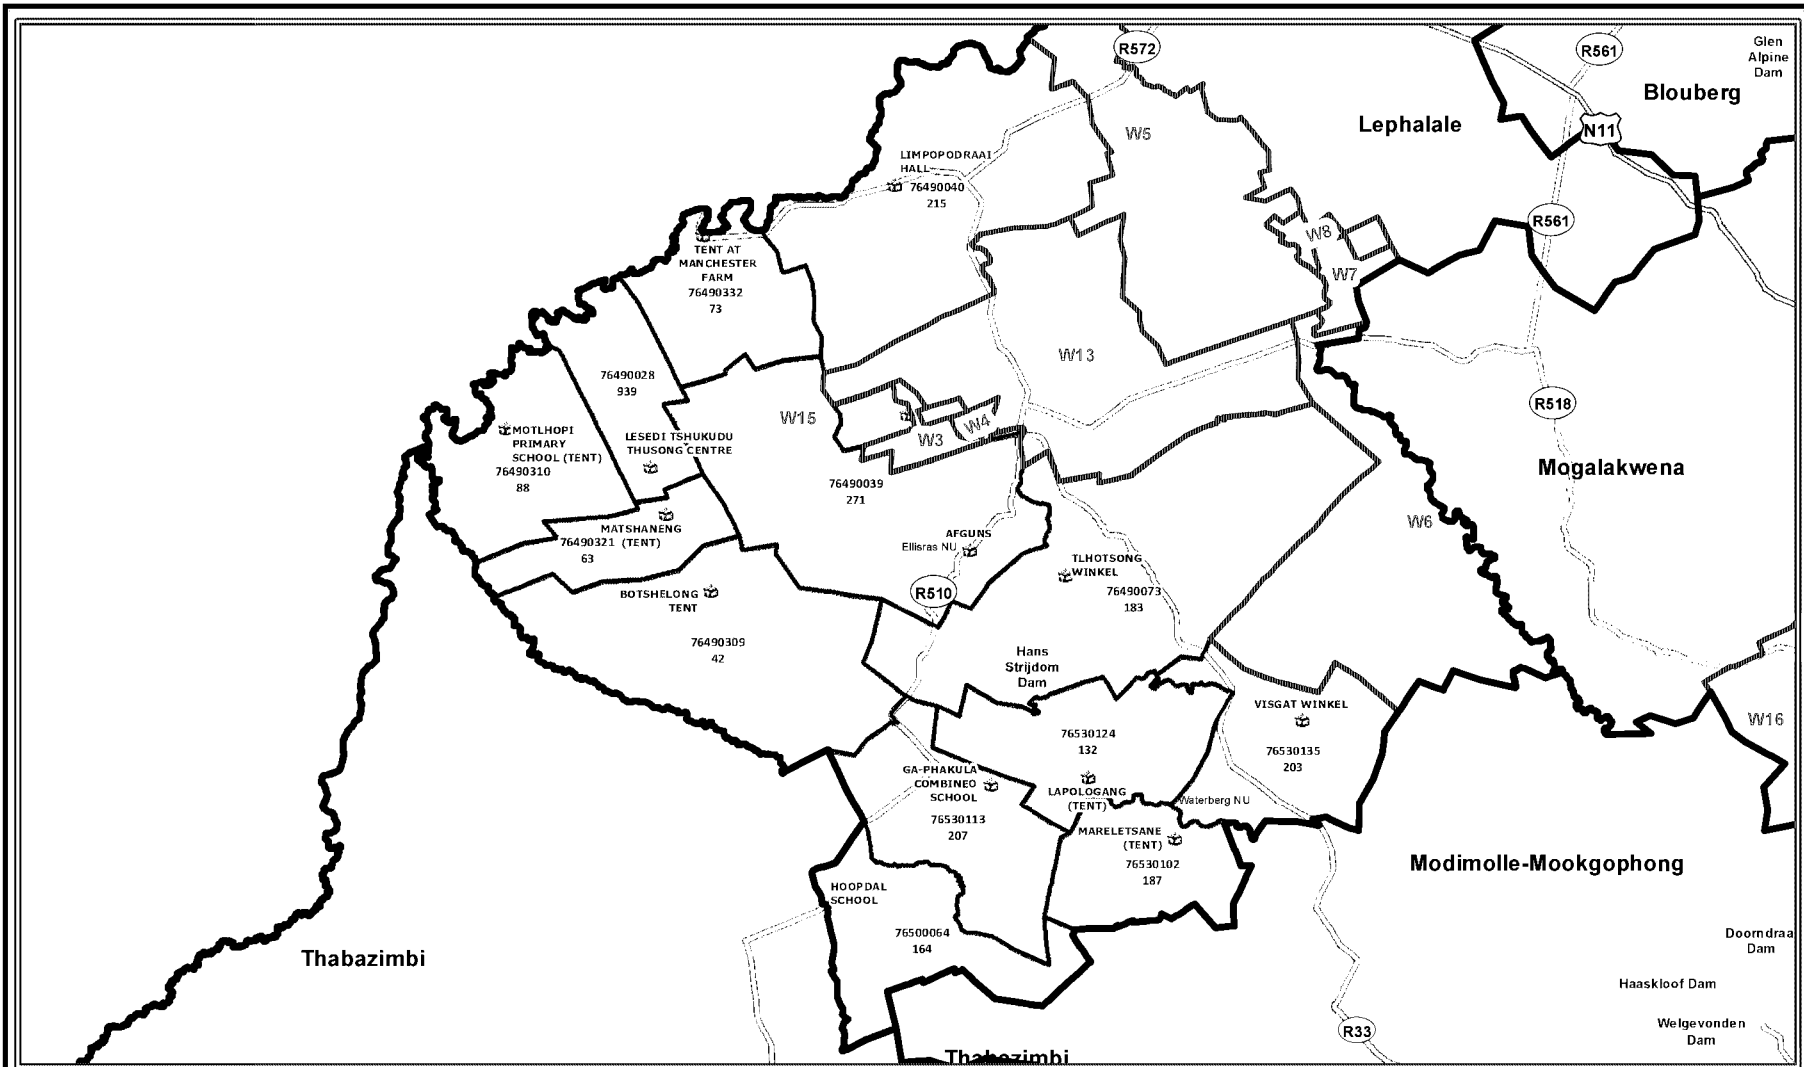 R572
R561
Glen
Alpine
Dam
Blouberg
Lephalale
N11
W5
LIMPOPODRAAI
HALL
76490040
215
R561
W8
W7
TENT AT
MANCHESTER
FARM
76490332
73
W13
76490028
939
R518
W15
W3
W4
MOTLHOPI
PRIMARY
SCHOOL (TENT)
76490310
88
LESEDI TSHUKUDU
THUSONG CENTRE
Mogalakwena
76490039
271
W6
MATSHANENG
(TENT)
76490321
63
AFGUNS
Ellisras NU
TLHOTSONG
WINKEL
76490073
183
R510
BOTSHELONG
TENT
76490309
42
Hans
Strijdom
Dam
VISGAT WINKEL
76530135
203
W16
76530124
132
LAPOLOGANG
(TENT)
GA-PHAKULA
COMBINEO
SCHOOL
76530113
207
Waterberg NU
MARELETSANE
(TENT)
76530102
187
Modimolle-Mookgophong
HOOPDAL
SCHOOL
76500064
164
Thabazimbi
Doorndraa
Dam
Haaskloof Dam
Welgevonden
Dam
R33
Thabazimbi